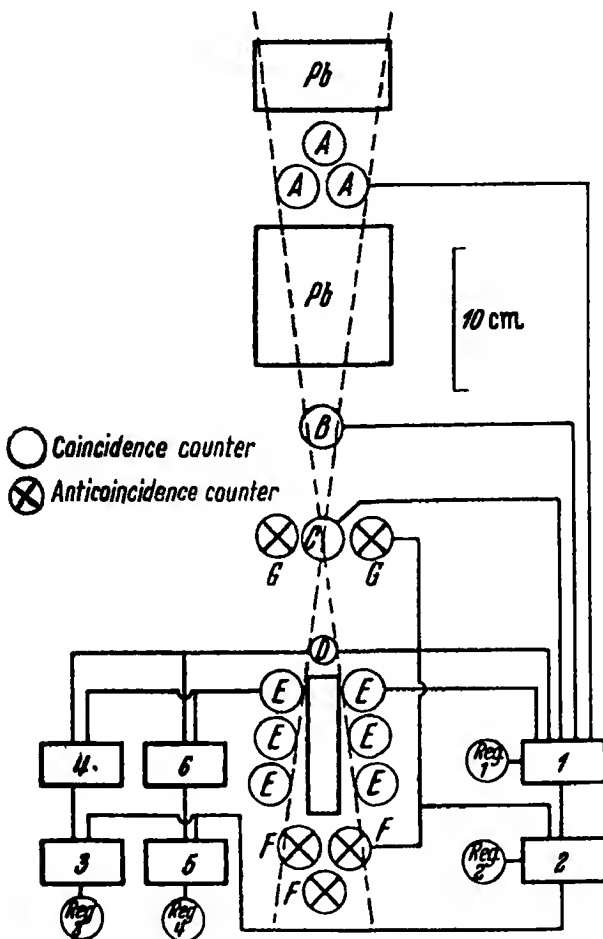 Pb
A
A A
Pb
10 cm.
B
Coincidence counter
Anticoincidence counter
C
G G
D
E E
4. 6 E E Reg. 1 1
E E
3 5 F F Reg. 2 2
F
Reg 3 Reg 4